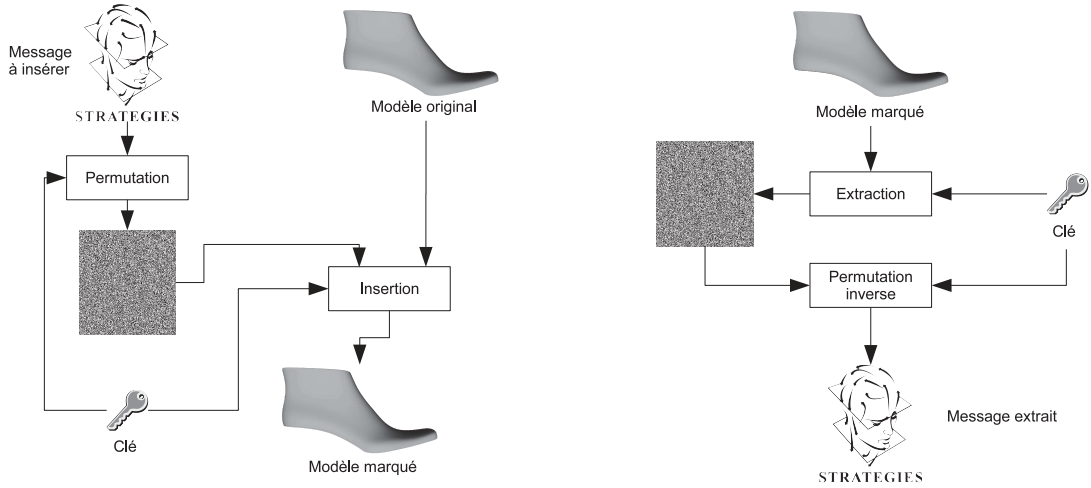 Message
à insérer
STRATEGIES
Modèle original
Permutation
Insertion
Clé
Modèle marqué
Modèle marqué
Extraction
Clé
Permutation
inverse
Message extrait
STRATEGIES